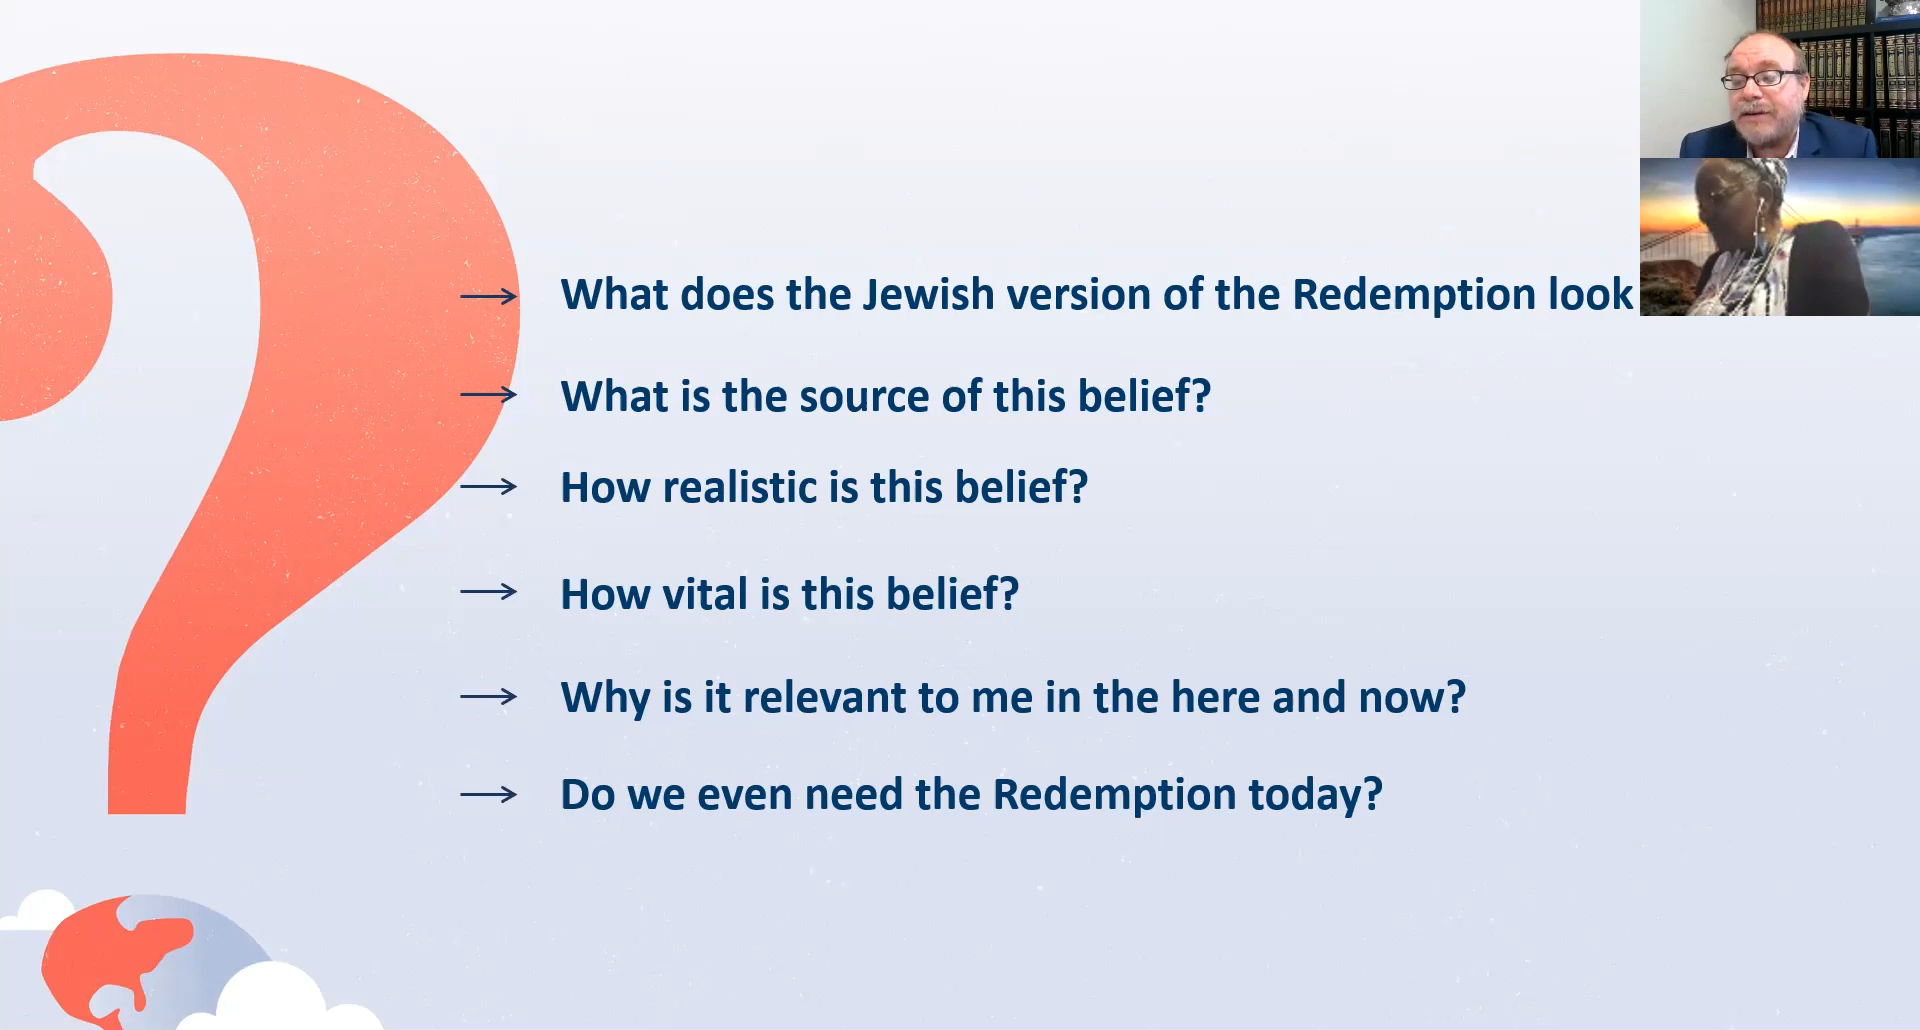 What does the Jewish version of the Redemption look
What is the source of this belief?
How realistic is this belief?
How vital is this belief?
Why is it relevant to me in the here and now?
Do we even need the Redemption today?